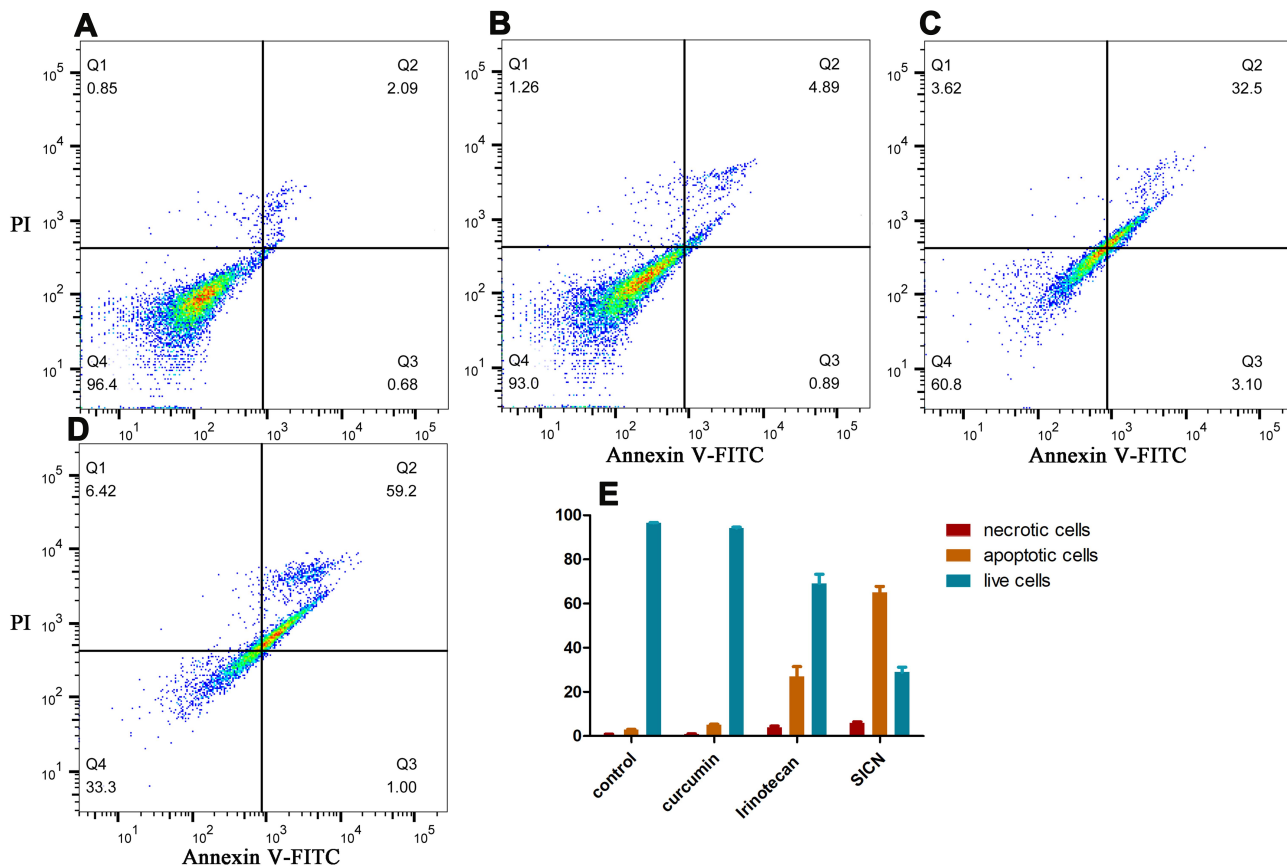 A
Q1
0.85
Q2
2.09
Q4
96.4
Q3
0.68
PI
10^5
10^4
10^3
10^2
10^1
10^1 10^2 10^3 10^4 10^5
B
Q1
1.26
Q2
4.89
Q4
93.0
Q3
0.89
10^5
10^4
10^3
10^2
10^1
10^1 10^2 10^3 10^4 10^5
Annexin V-FITC
C
Q1
3.62
Q2
32.5
Q4
60.8
Q3
3.10
10^5
10^4
10^3
10^2
10^1
10^1 10^2 10^3 10^4 10^5
Annexin V-FITC
D
Q1
6.42
Q2
59.2
Q4
33.3
Q3
1.00
PI
10^5
10^4
10^3
10^2
10^1
10^1 10^2 10^3 10^4 10^5
Annexin V-FITC
E
100
80
60
40
20
0
control
curcumin
Irinotecan
SICN
necrotic cells
apoptotic cells
live cells